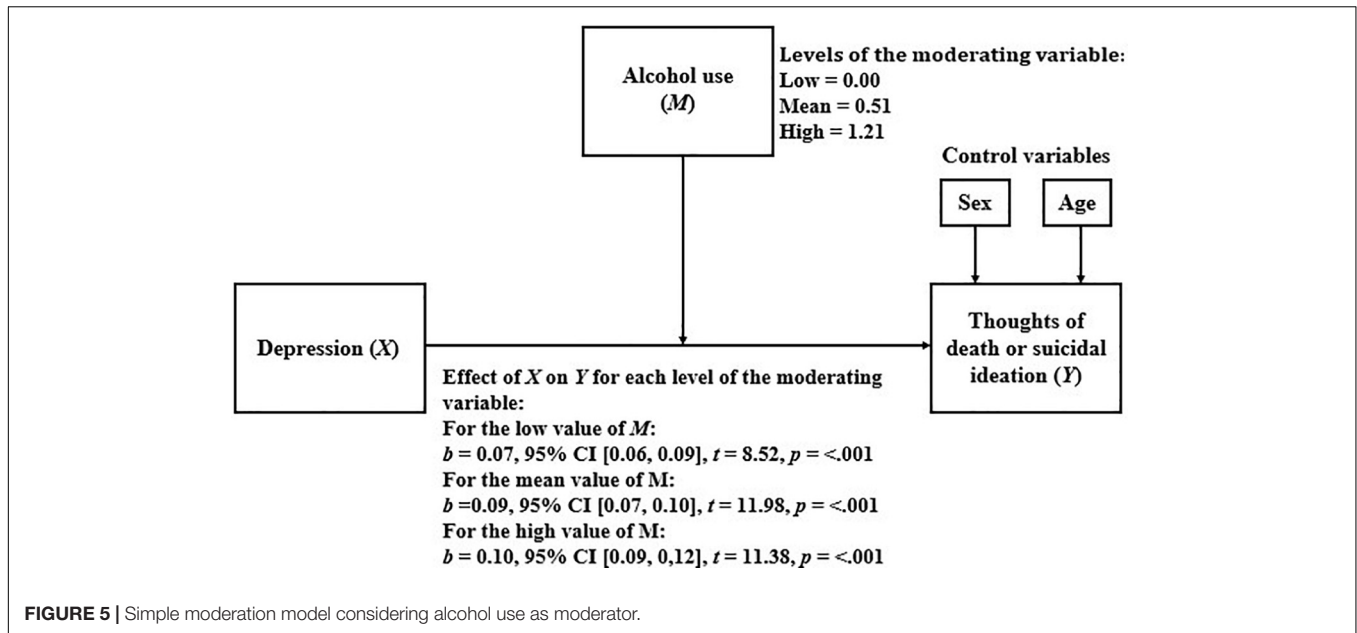 Alcohol use
(M)
Levels of the moderating variable:
Low = 0.00
Mean = 0.51
High = 1.21
Control variables
Sex
Age
Depression (X)
Thoughts of
death or suicidal
ideation (Y)
Effect of X on Y for each level of the moderating
variable:
For the low value of M:
b = 0.07, 95% CI [0.06, 0.09], t = 8.52, p = <.001
For the mean value of M:
b =0.09, 95% CI [0.07, 0.10], t = 11.98, p = <.001
For the high value of M:
b = 0.10, 95% CI [0.09, 0,12], t = 11.38, p = <.001
FIGURE 5 | Simple moderation model considering alcohol use as moderator.